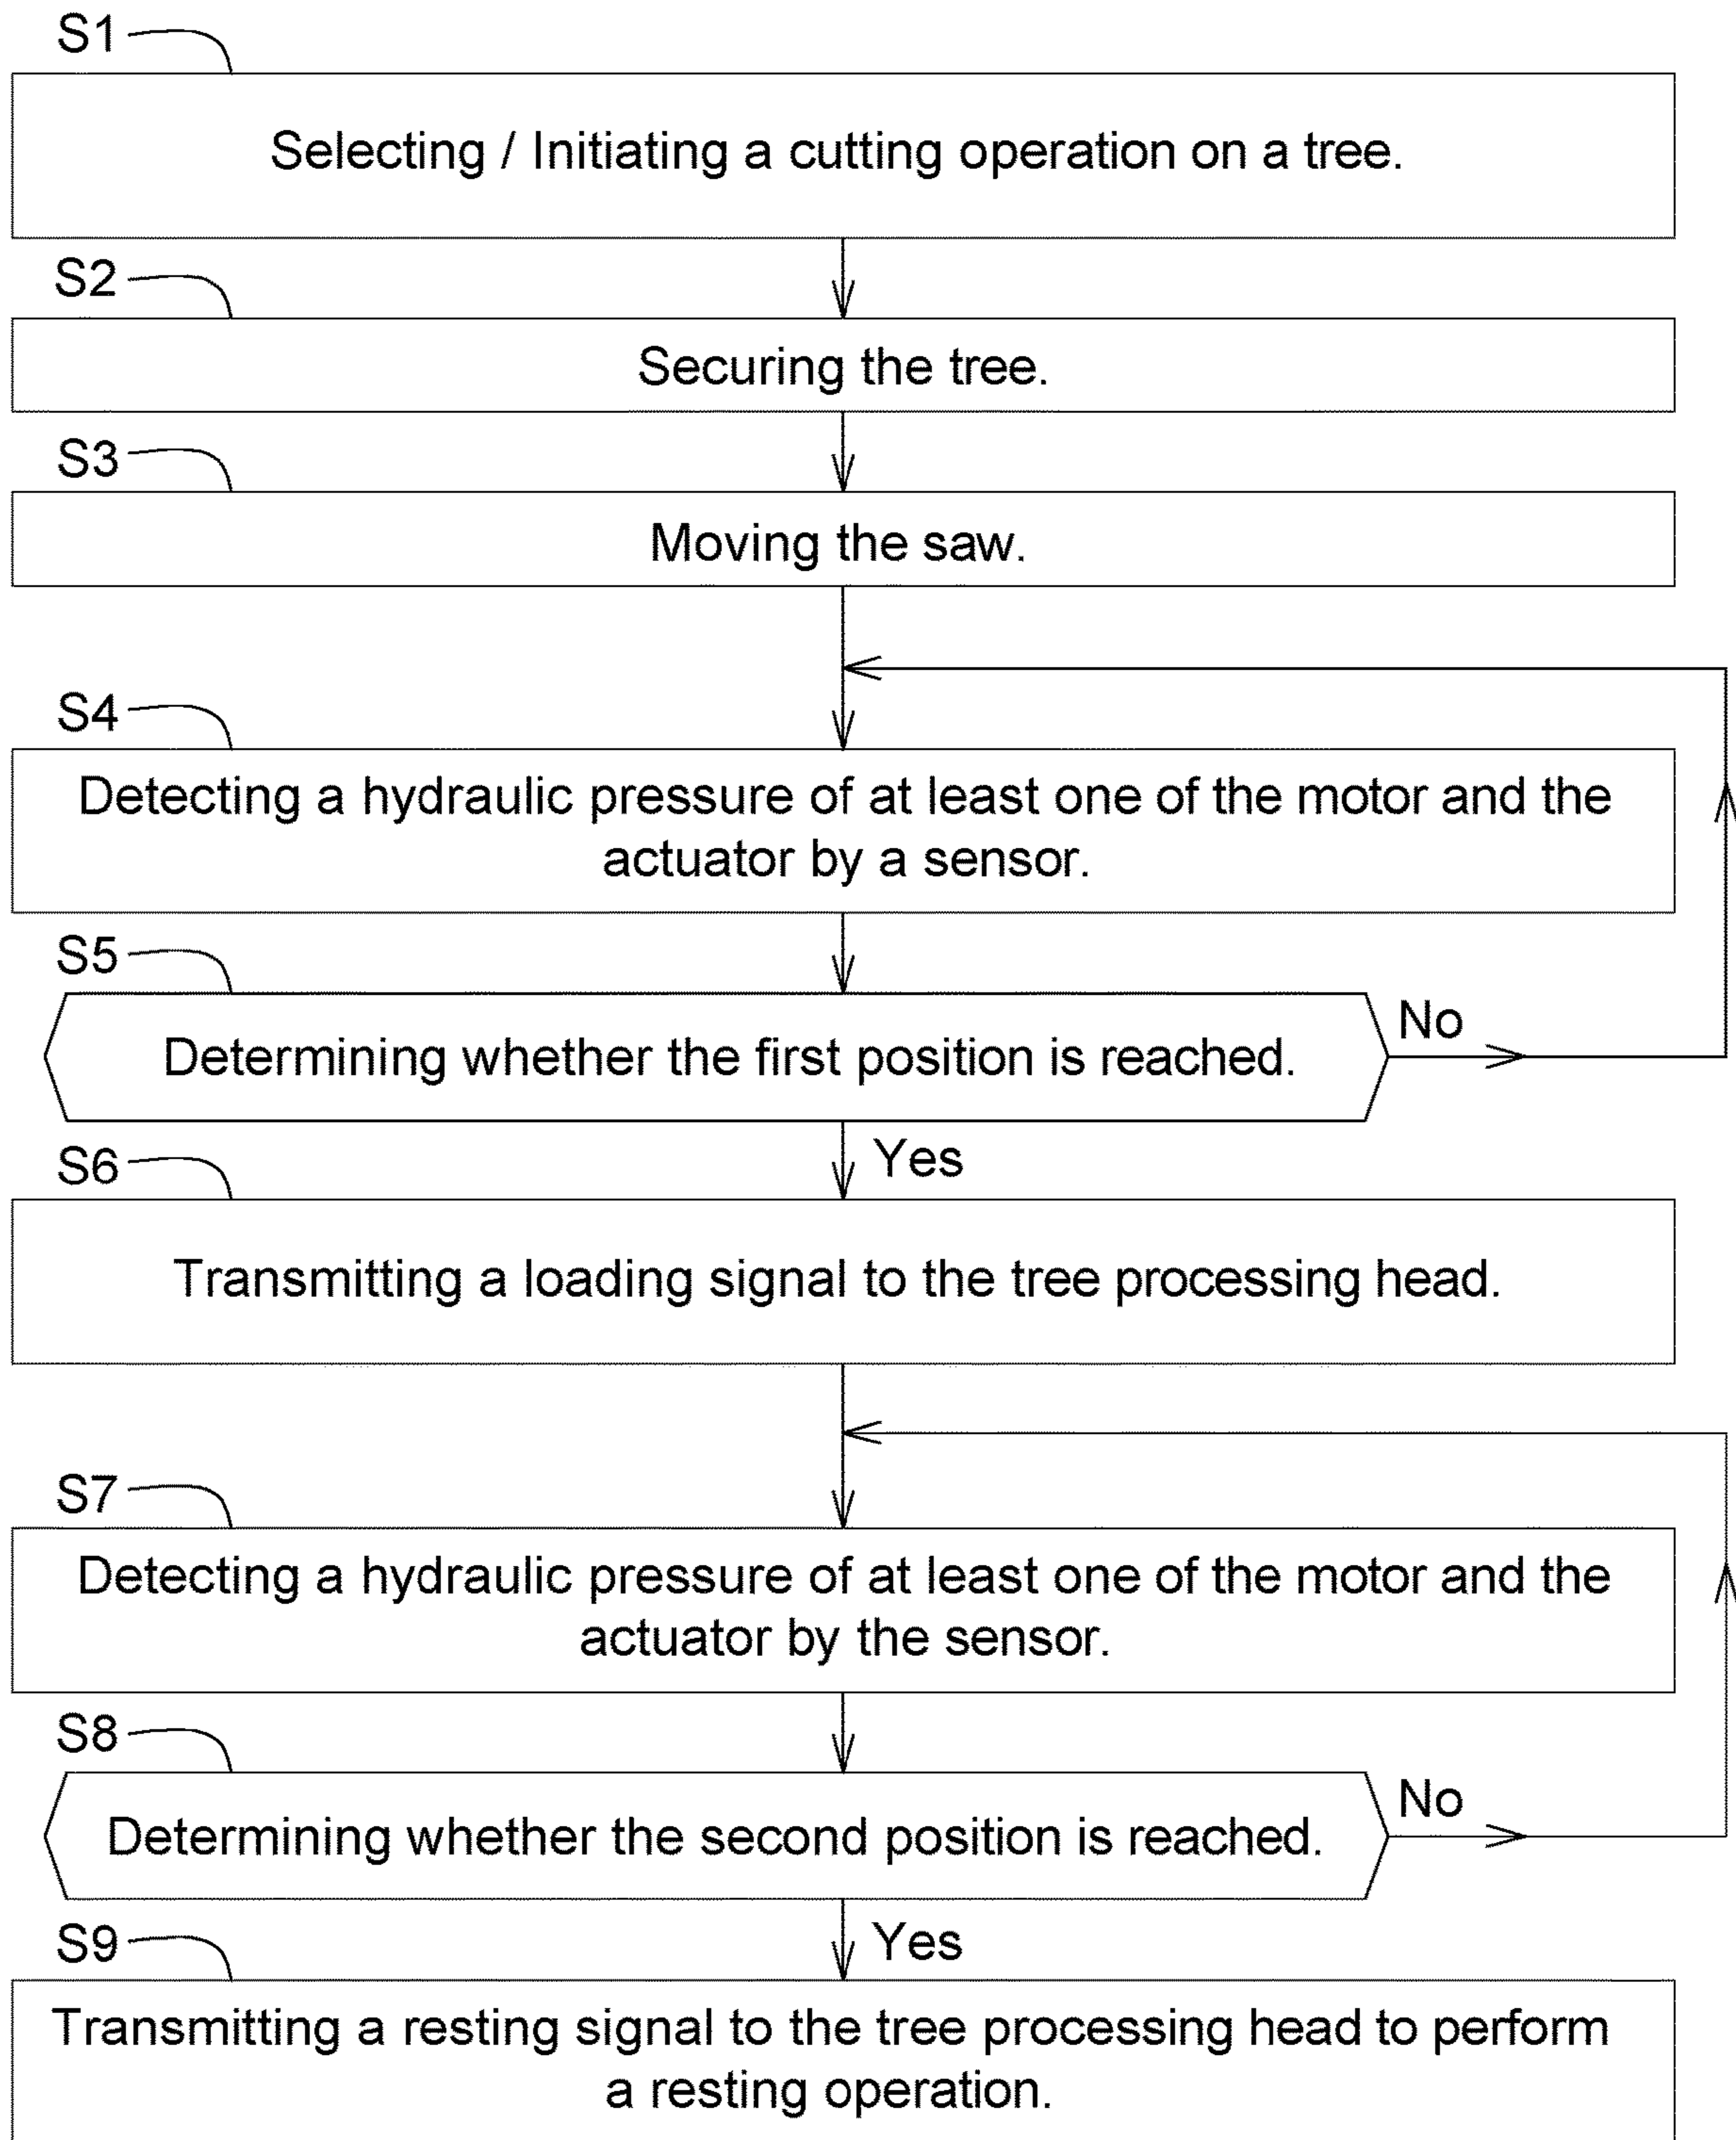 S1
Selecting / Initiating a cutting operation on a tree.
S2
Securing the tree.
S3
Moving the saw.
S4
Detecting a hydraulic pressure of at least one of the motor and the
actuator by a sensor.
S5
Determining whether the first position is reached.
No
Yes
S6
Transmitting a loading signal to the tree processing head.
S7
Detecting a hydraulic pressure of at least one of the motor and the
actuator by the sensor.
S8
Determining whether the second position is reached.
No
Yes
S9
Transmitting a resting signal to the tree processing head to perform
a resting operation.